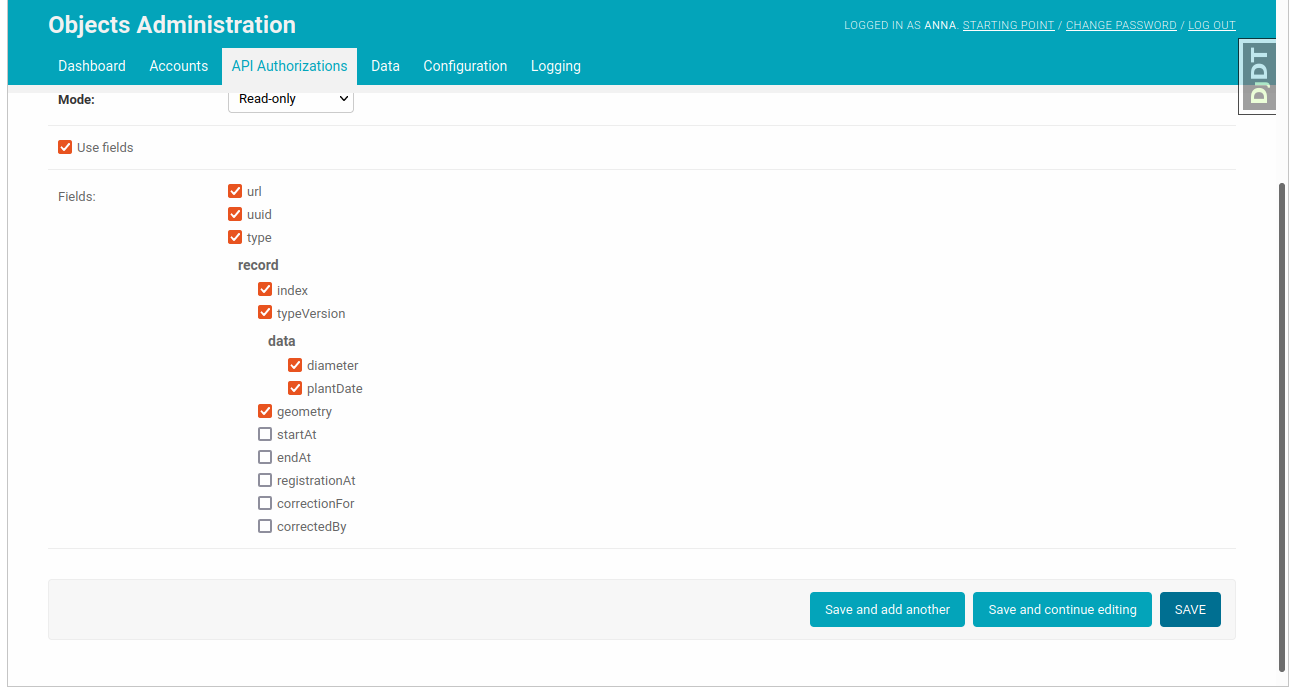 Objects Administration
LOGGED IN AS ANNA. STARTING POINT / CHANGE PASSWORD / LOG OUT
Dashboard Accounts API Authorizations Data Configuration Logging
DjDT
Mode: Read-only
Use fields
Fields:
url
uuid
type
record
index
typeVersion
data
diameter
plantDate
geometry
startAt
endAt
registrationAt
correctionFor
correctedBy
Save and add another Save and continue editing SAVE